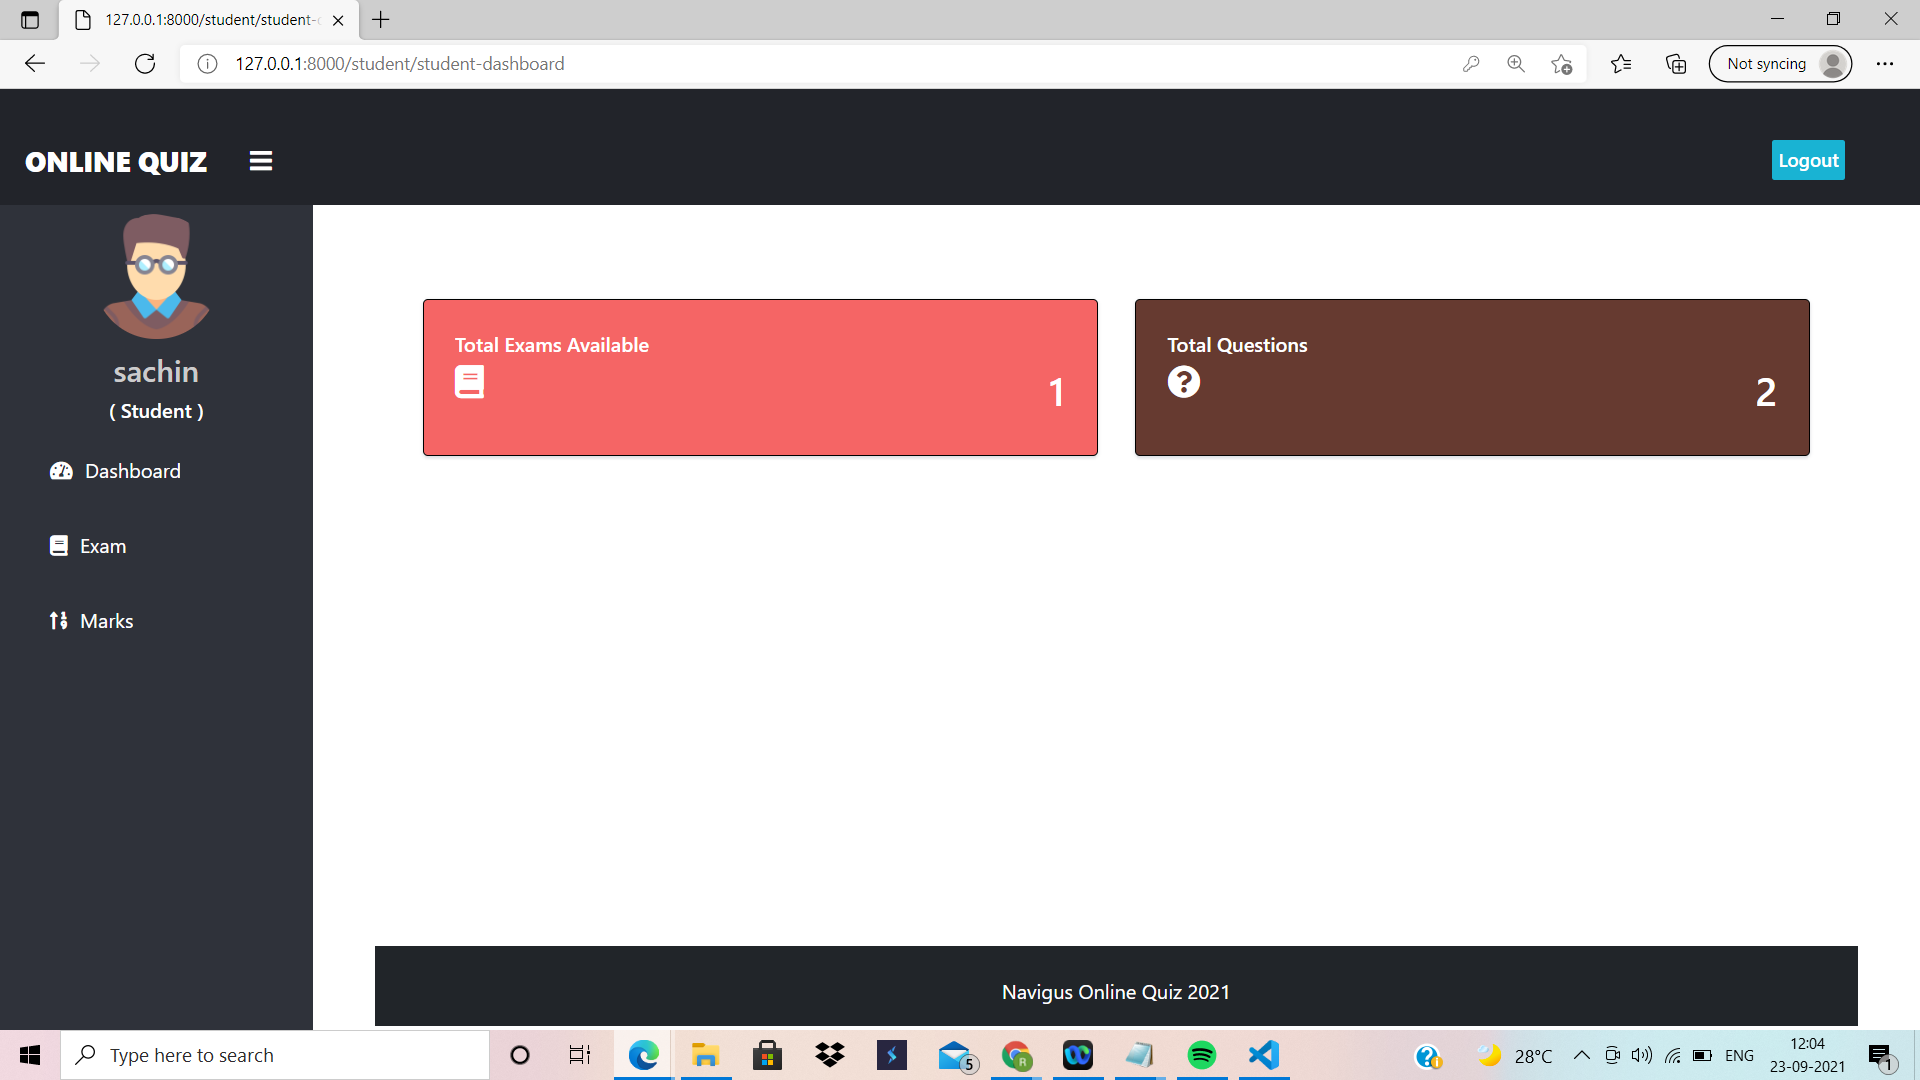 127.0.0.1:8000/student/student-
127.0.0.1:8000/student/student-dashboard
Not syncing
ONLINE QUIZ
Logout
sachin
( Student )
Dashboard
Exam
Marks
Total Exams Available
1
Total Questions
2
Navigus Online Quiz 2021
Type here to search
5
R
28°C
ENG
12:04
23-09-2021
1